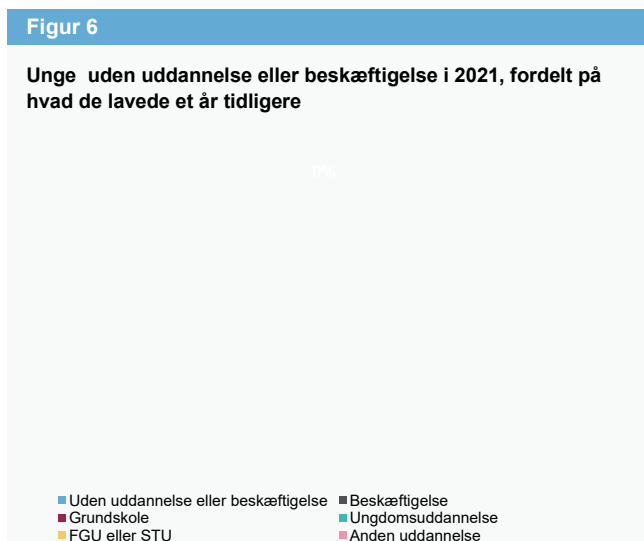 Figur 6
Unge uden uddannelse eller beskæftigelse i 2021, fordelt på
hvad de lavede et år tidligere
0%
Uden uddannelse eller beskæftigelse
Beskæftigelse
Grundskole
Ungdomsuddannelse
FGU eller STU
Anden uddannelse